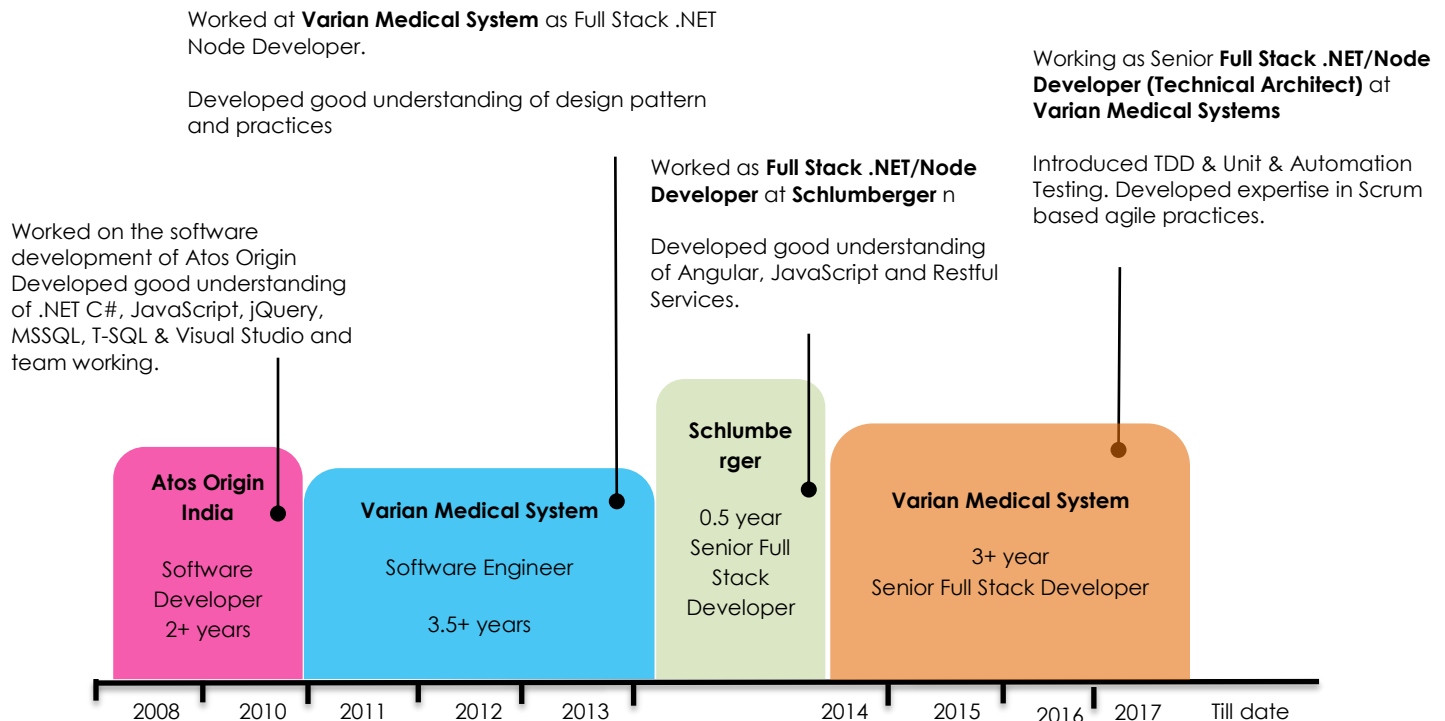 Worked at Varian Medical System as Full Stack .NET
Node Developer.
Developed good understanding of design pattern
and practices
Working as Senior Full Stack .NET/Node
Developer (Technical Architect) at
Varian Medical Systems
Introduced TDD & Unit & Automation
Testing. Developed expertise in Scrum
based agile practices.
Worked as Full Stack .NET/Node
Developer at Schlumberger n
Developed good understanding
of Angular, JavaScript and Restful
Services.
Worked on the software
development of Atos Origin
Developed good understanding
of .NET C#, JavaScript, jQuery,
MSSQL, T-SQL & Visual Studio and
team working.
Atos Origin
India
Software
Developer
2+ years
Varian Medical System
Software Engineer
3.5+ years
Schlumbe
rger
0.5 year
Senior Full
Stack
Developer
Varian Medical System
3+ year
Senior Full Stack Developer
2008 2010 2011 2012 2013 2014 2015 2016 2017 Till date